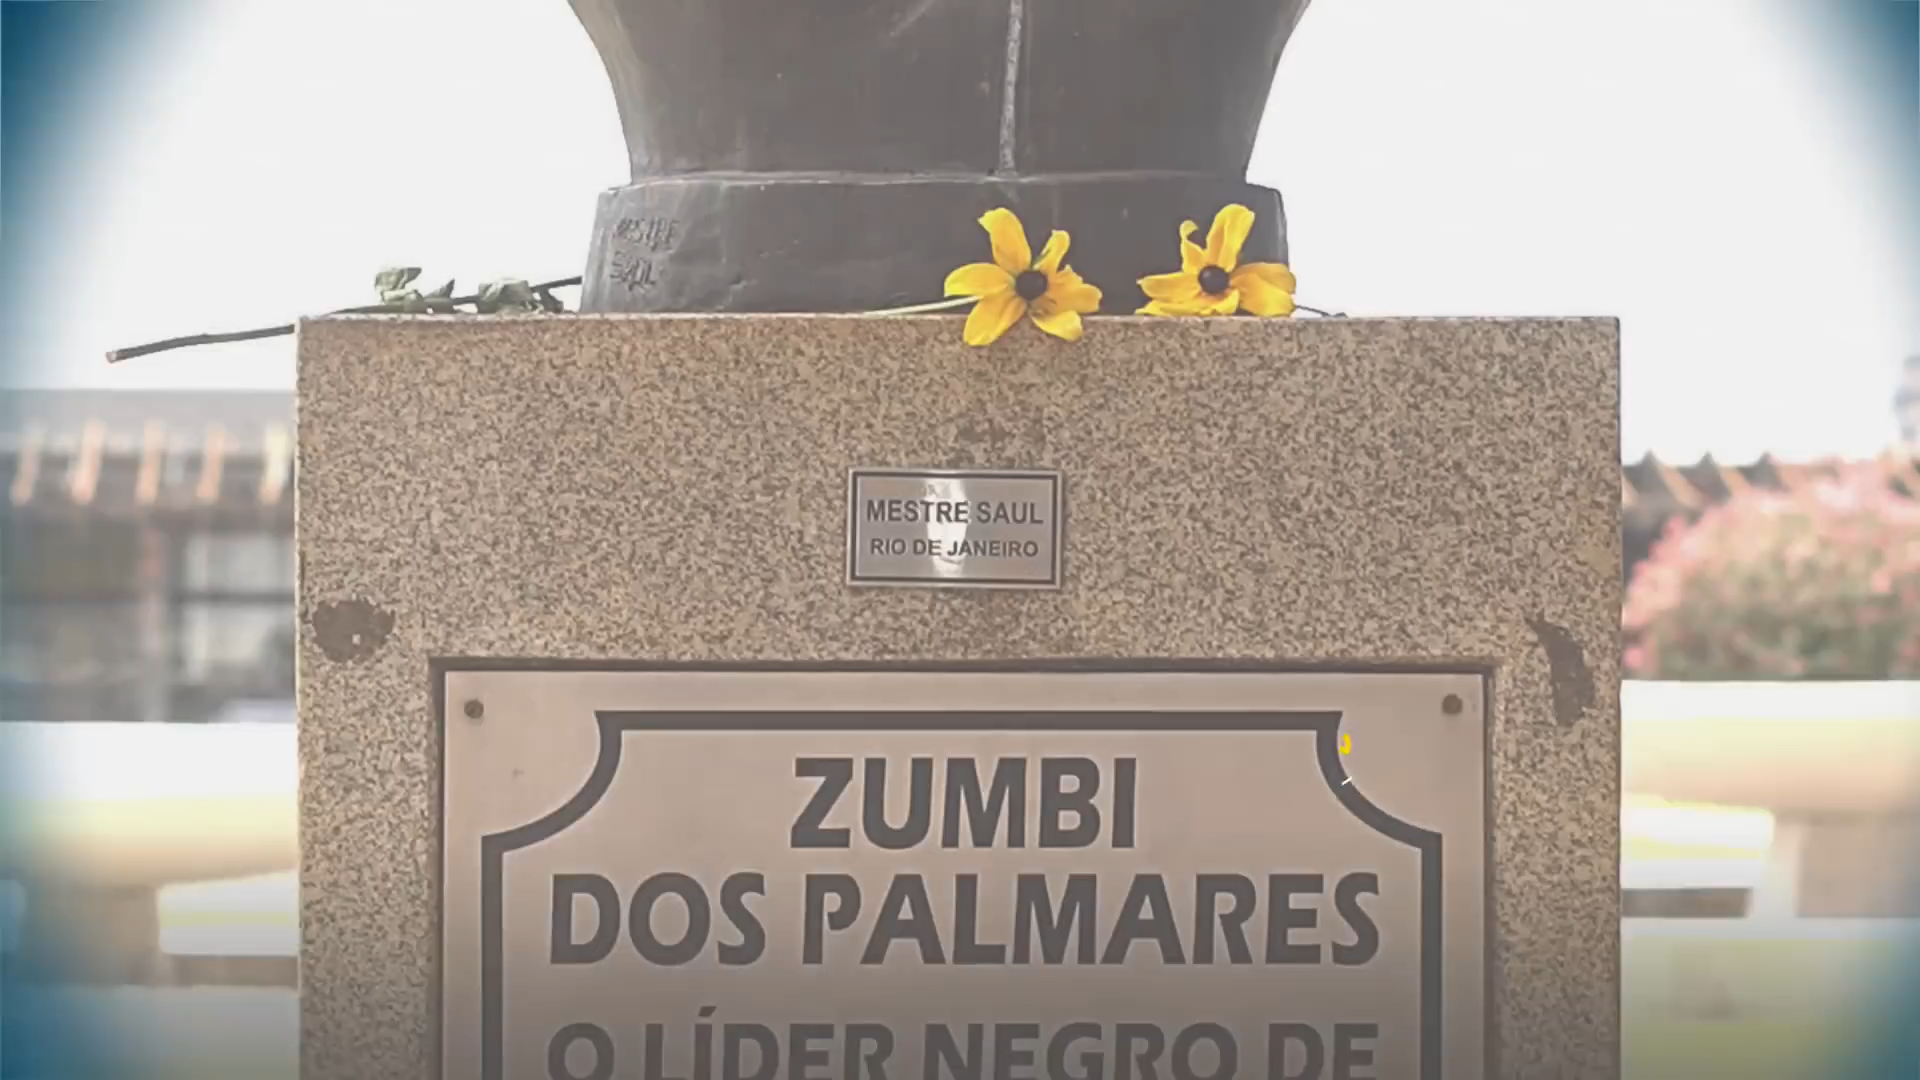 MESTRE
SAUL
MESTRE SAUL
RIO DE JANEIRO
ZUMBI
DOS PALMARES
O LÍDER NEGRO DE